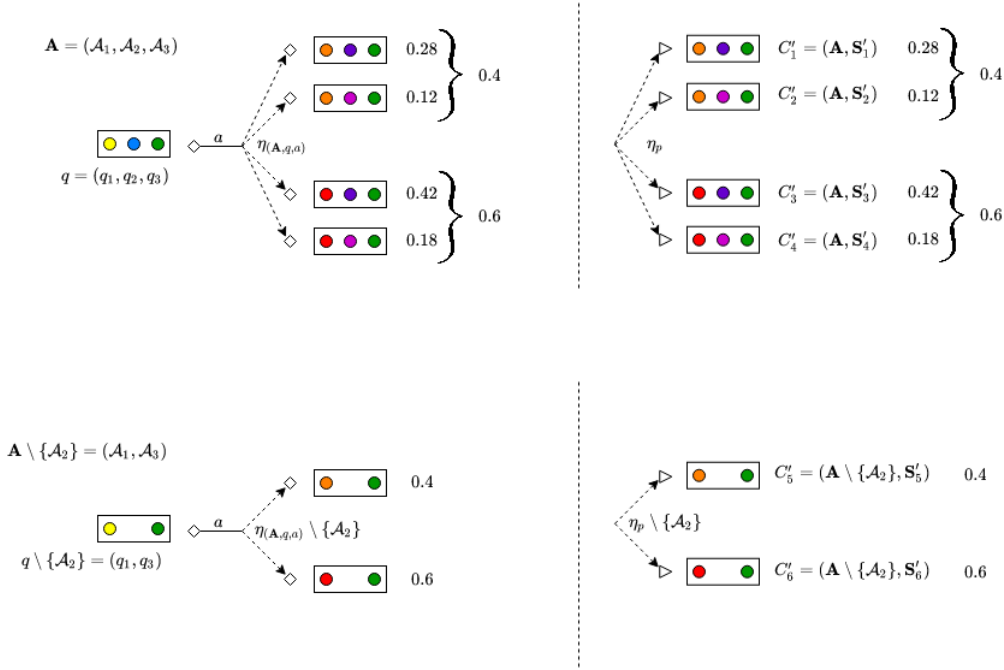 𝐀 = (𝒜₁, 𝒜₂, 𝒜₃)
q = (q₁, q₂, q₃)
a
η₍𝐀,q,a₎
0.28
0.12
0.4
0.42
0.18
0.6
ηₚ
C′₁ = (𝐀, 𝐒′₁)
0.28
C′₂ = (𝐀, 𝐒′₂)
0.12
0.4
C′₃ = (𝐀, 𝐒′₃)
0.42
C′₄ = (𝐀, 𝐒′₄)
0.18
0.6
𝐀 \ {𝒜₂} = (𝒜₁, 𝒜₃)
q \ {𝒜₂} = (q₁, q₃)
a
η₍𝐀,q,a₎ \ {𝒜₂}
0.4
0.6
ηₚ \ {𝒜₂}
C′₅ = (𝐀 \ {𝒜₂}, 𝐒′₅)
0.4
C′₆ = (𝐀 \ {𝒜₂}, 𝐒′₆)
0.6